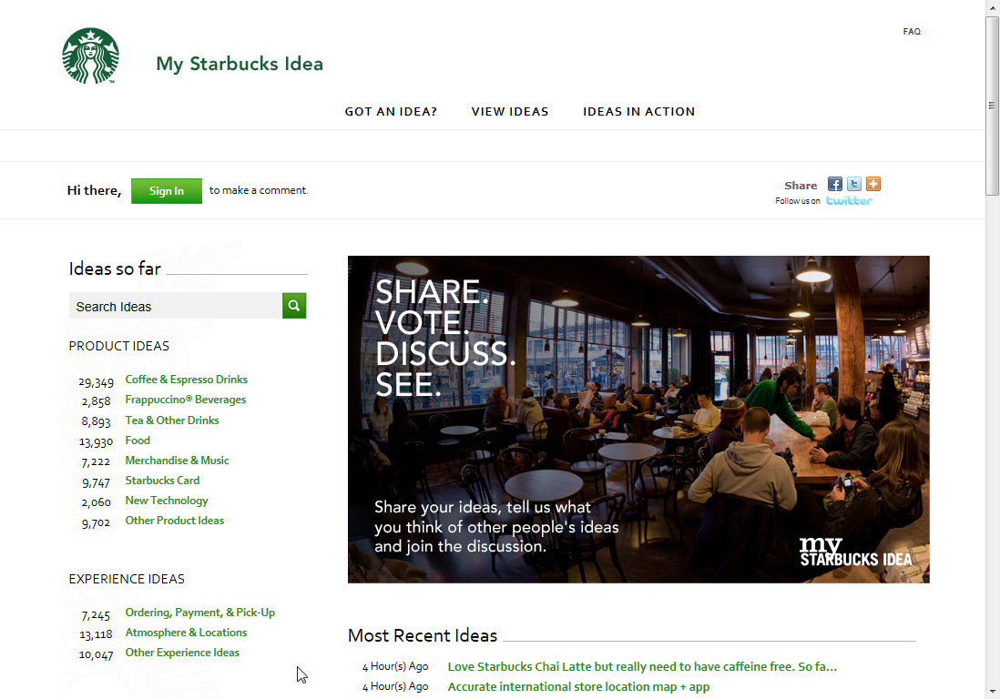 FAQ
My Starbucks Idea
GOT AN IDEA? VIEW IDEAS IDEAS IN ACTION
Hi there, Sign In to make a comment.
Share
Follow us on twitter
Ideas so far
Search Ideas
PRODUCT IDEAS
29,349 Coffee & Espresso Drinks
2,858 Frappuccino® Beverages
8,893 Tea & Other Drinks
13,930 Food
7,222 Merchandise & Music
9,747 Starbucks Card
2,060 New Technology
9,702 Other Product Ideas
EXPERIENCE IDEAS
7,245 Ordering, Payment, & Pick-Up
13,118 Atmosphere & Locations
10,047 Other Experience Ideas
SHARE.
VOTE.
DISCUSS.
SEE.
Share your ideas, tell us what
you think of other people's ideas
and join the discussion.
my
STARBUCKS IDEA
Most Recent Ideas
4 Hour(s) Ago Love Starbucks Chai Latte but really need to have caffeine free. So fa...
4 Hour(s) Ago Accurate international store location map + app